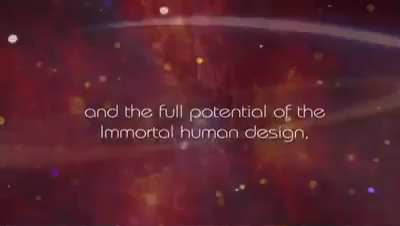 and the full potential of the
Immortal human design,